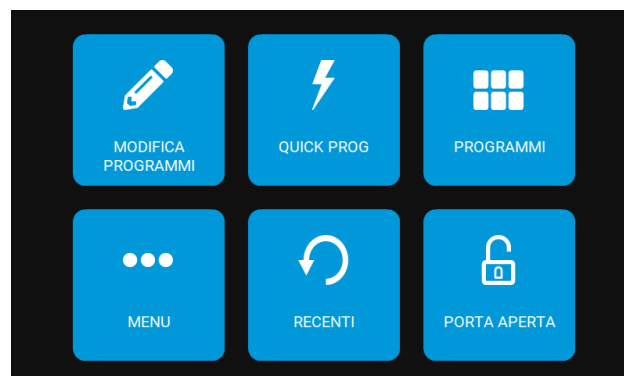 MODIFICA
PROGRAMMI
QUICK PROG
PROGRAMMI
MENU
RECENTI
PORTA APERTA